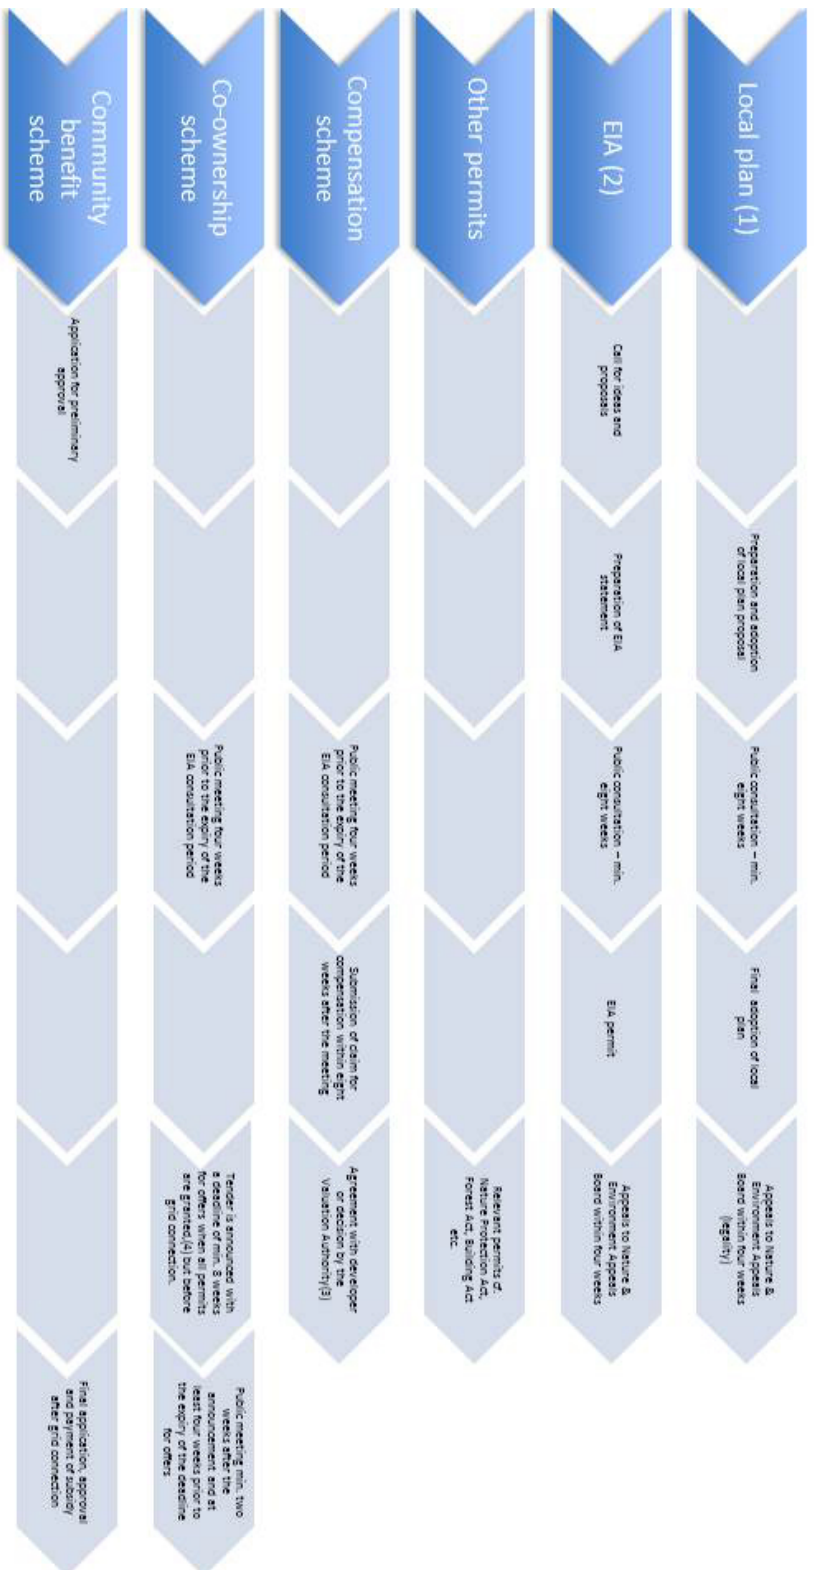 Local plan (1)
Preparation and adoption
of local plan proposal
Public consultation – min.
eight weeks
Final adoption of local
plan
Appeals to Nature &
Environment Appeals
Board within four weeks
(legality)
EIA (2)
Call for ideas and
proposals
Preparation of EIA
statement
Public consultation – min.
eight weeks
EIA permit
Appeals to Nature &
Environment Appeals
Board within four weeks
Other permits
Relevant permits cf.
Nature Protection Act,
Forest Act, Building Act
etc.
Compensation
scheme
Public meeting four weeks
prior to the expiry of the
EIA consultation period
Submission of claim for
compensation within eight
weeks after the meeting
Agreement with developer
or decision by the
Valuation Authority(3)
Co-ownership
scheme
Public meeting four weeks
prior to the expiry of the
EIA consultation period
Tender is announced with
a deadline of min. 8 weeks
for offers when all permits
are granted,(4) but before
grid connection.
Public meeting min. two
weeks after the
announcement and at
least four weeks prior to
the expiry of the deadline
for offers
Community
benefit
scheme
Application for preliminary
approval
Final application, approval
and payment of subsidy
after grid connection